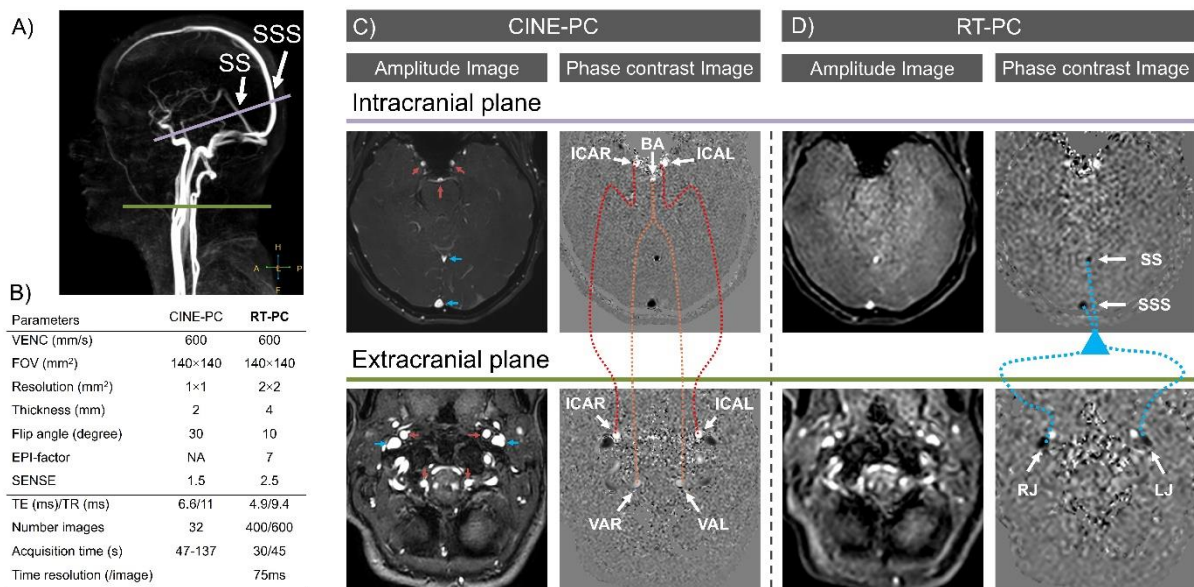 A)
SS
SSS
H
A L P
F
B)
Parameters CINE-PC RT-PC
VENC (mm/s) 600 600
FOV (mm²) 140×140 140×140
Resolution (mm²) 1×1 2×2
Thickness (mm) 2 4
Flip angle (degree) 30 10
EPI-factor NA 7
SENSE 1.5 2.5
TE (ms)/TR (ms) 6.6/11 4.9/9.4
Number images 32 400/600
Acquisition time (s) 47-137 30/45
Time resolution (/image) 75ms
C)
CINE-PC
Amplitude Image Phase contrast Image
D)
RT-PC
Amplitude Image Phase contrast Image
Intracranial plane
BA
ICAR ICAL
SS
SSS
Extracranial plane
ICAR ICAL
VAR VAL
RJ LJ